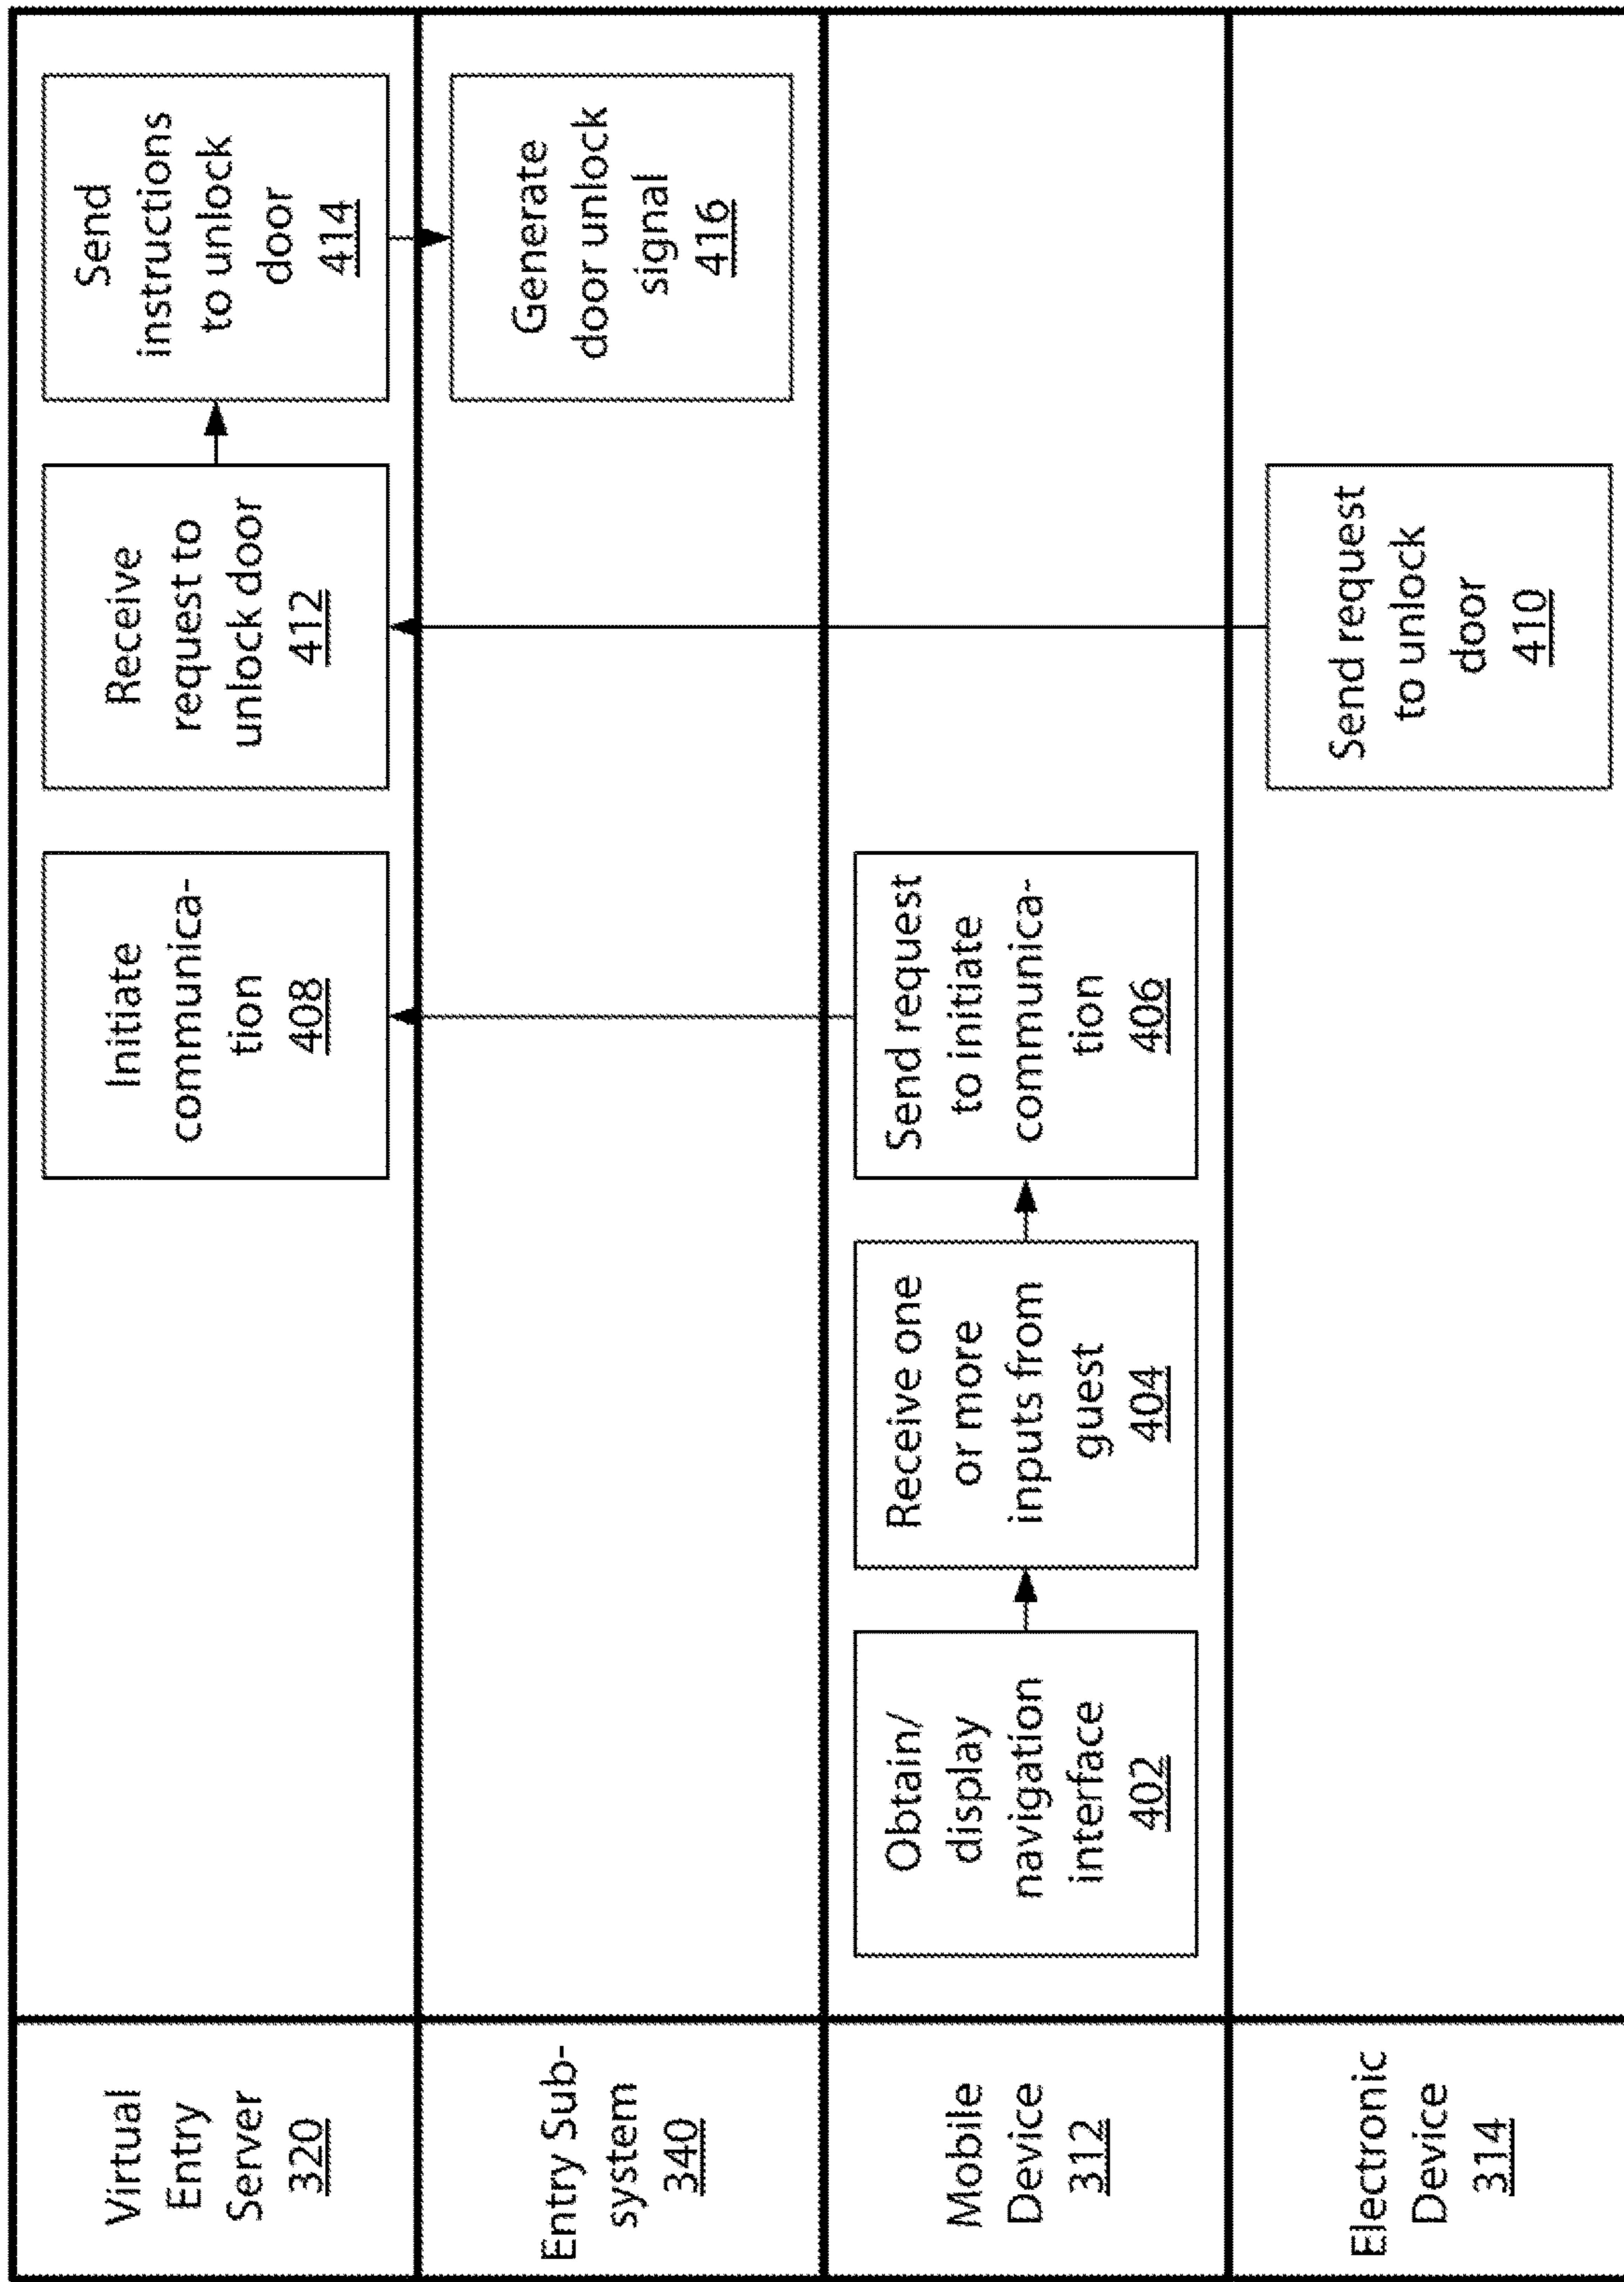 Virtual
Entry
Server
320
Initiate
communica-
tion
408
Receive
request to
unlock door
412
Send
instructions
to unlock
door
414
Entry Sub-
system
340
Generate
door unlock
signal
416
Mobile
Device
312
Obtain/
display
navigation
interface
402
Receive one
or more
inputs from
guest
404
Send request
to initiate
communica-
tion
406
Electronic
Device
314
Send request
to unlock
door
410